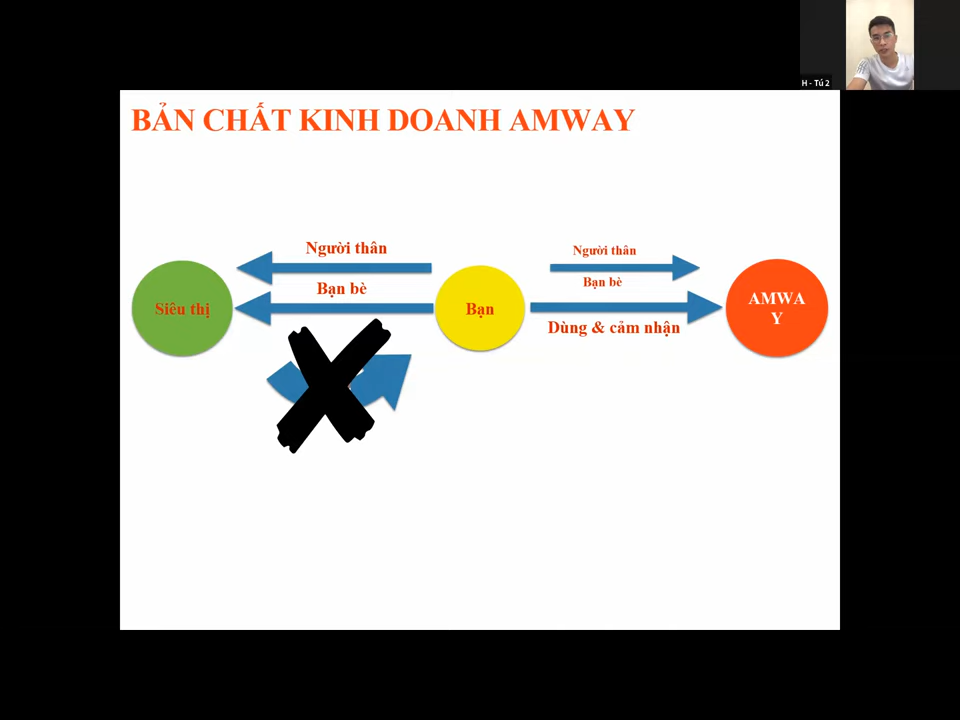 H - Tú 2
BẢN CHẤT KINH DOANH AMWAY
Người thân
Bạn bè
Siêu thị
Bạn
Người thân
Bạn bè
Dùng & cảm nhận
AMWA
Y